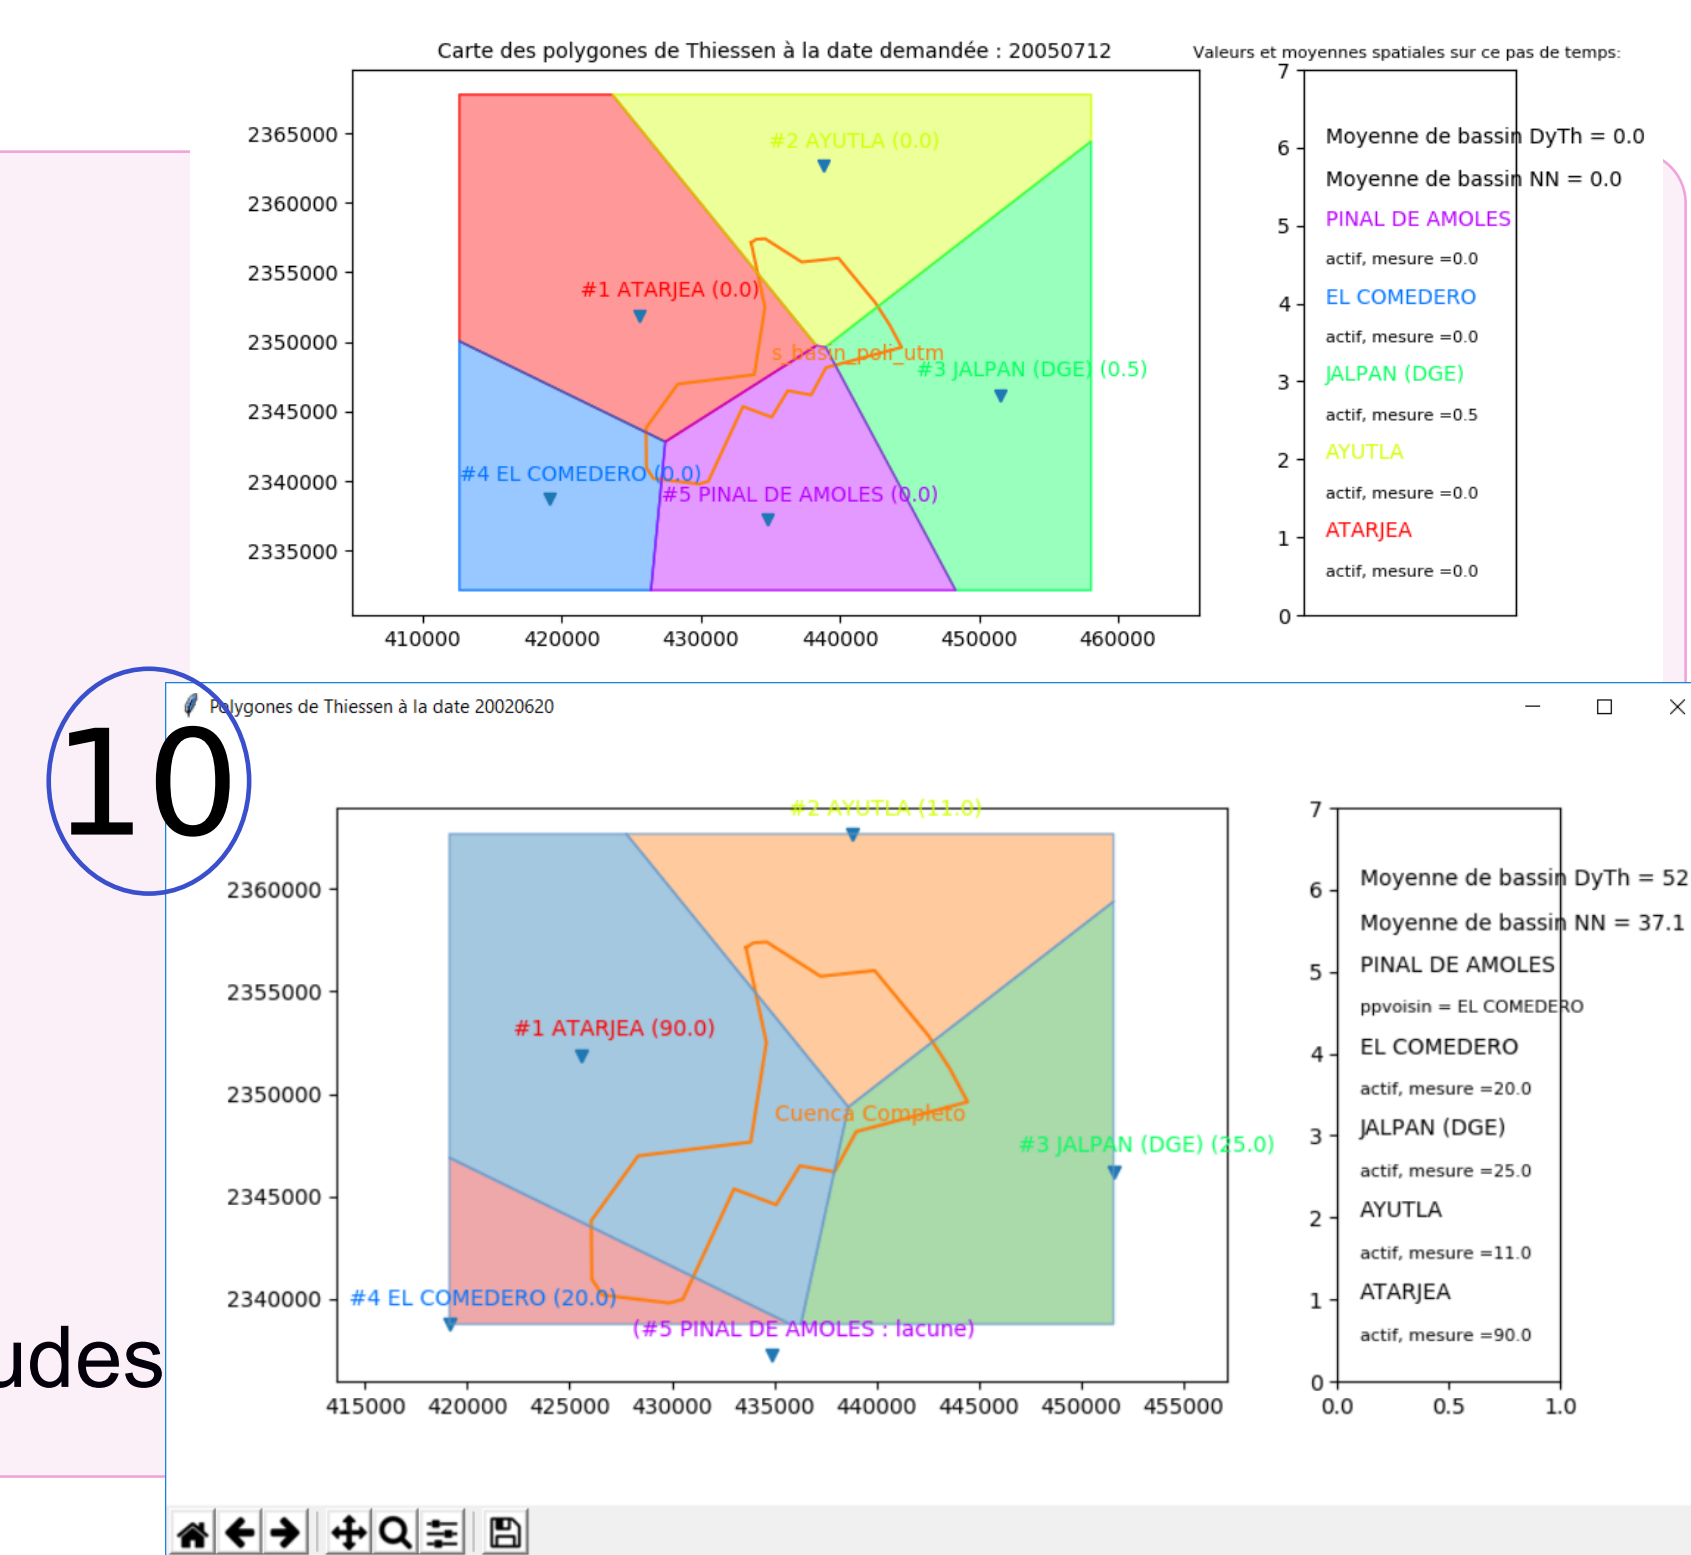 Carte des polygones de Thiessen à la date demandée : 20050712
Valeurs et moyennes spatiales sur ce pas de temps:
2365000
2360000
2355000
2350000
2345000
2340000
2335000
410000 420000 430000 440000 450000 460000
#2 AYUTLA (0.0)
#1 ATARJEA (0.0)
s_basin_poli_utm
#3 JALPAN (DGE) (0.5)
#4 EL COMEDERO (0.0)
#5 PINAL DE AMOLES (0.0)
7
6
5
4
3
2
1
0
Moyenne de bassin DyTh = 0.0
Moyenne de bassin NN = 0.0
PINAL DE AMOLES
actif, mesure =0.0
EL COMEDERO
actif, mesure =0.0
JALPAN (DGE)
actif, mesure =0.5
AYUTLA
actif, mesure =0.0
ATARJEA
actif, mesure =0.0
10
Polygones de Thiessen à la date 20020620
2360000
2355000
2350000
2345000
2340000
415000 420000 425000 430000 435000 440000 445000 450000 455000
#2 AYUTLA (11.0)
#1 ATARJEA (90.0)
Cuenca Completo
#3 JALPAN (DGE) (25.0)
#4 EL COMEDERO (20.0)
(#5 PINAL DE AMOLES : lacune)
7
6
5
4
3
2
1
0
0.0 0.5 1.0
Moyenne de bassin DyTh = 52
Moyenne de bassin NN = 37.1
PINAL DE AMOLES
ppvoisin = EL COMEDERO
EL COMEDERO
actif, mesure =20.0
JALPAN (DGE)
actif, mesure =25.0
AYUTLA
actif, mesure =11.0
ATARJEA
actif, mesure =90.0
udes